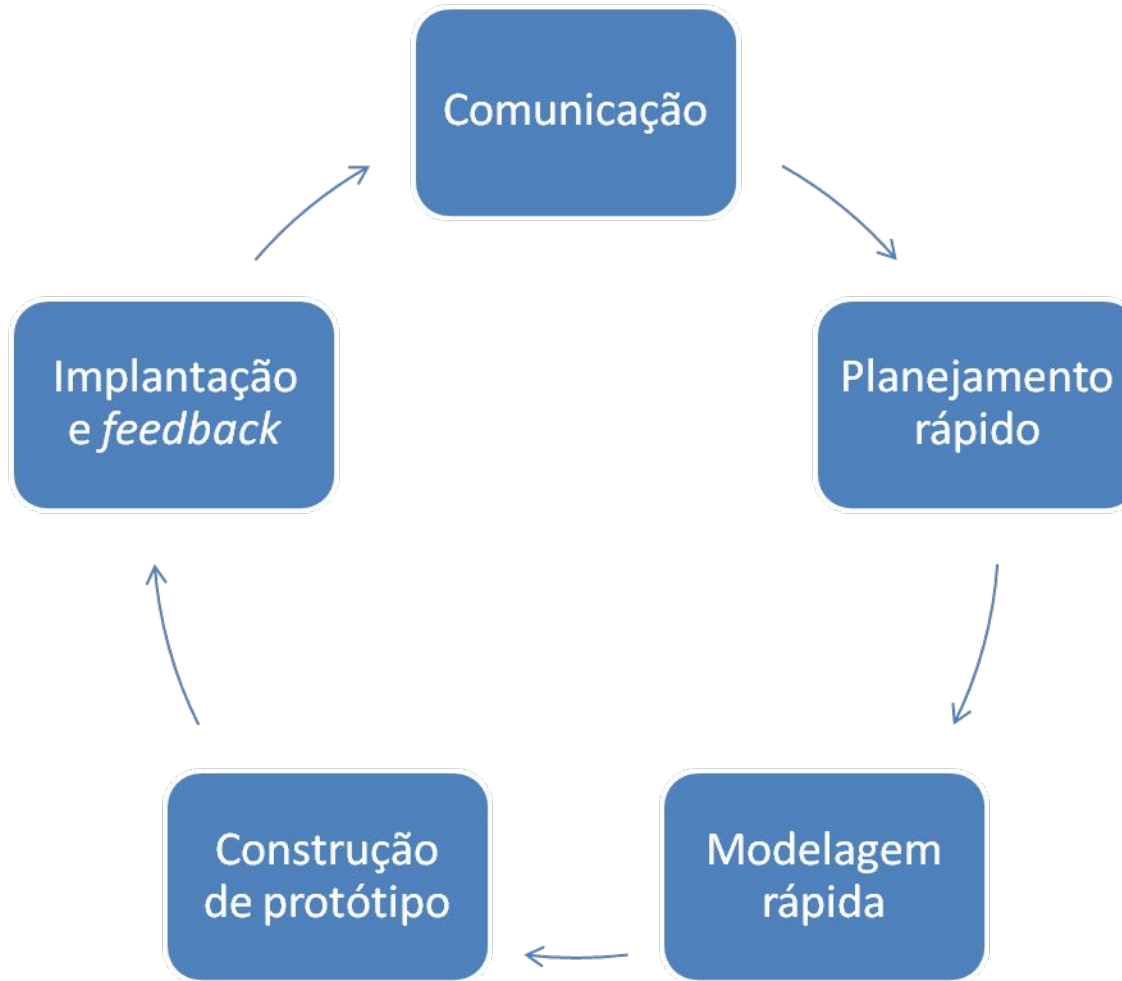 Comunicação
Planejamento
rápido
Modelagem
rápida
Construção
de protótipo
Implantação
e feedback